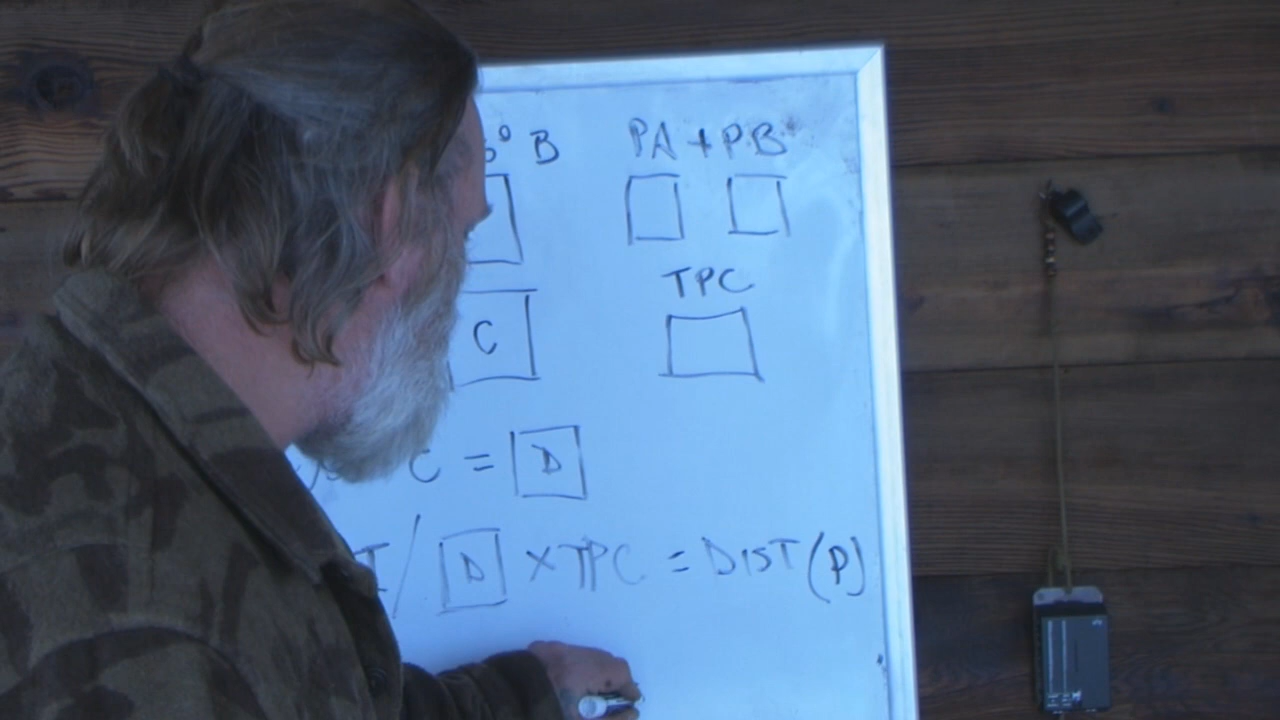 ° B PA + PB
TPC
C
C = D
/ D × TPC = DIST (P)